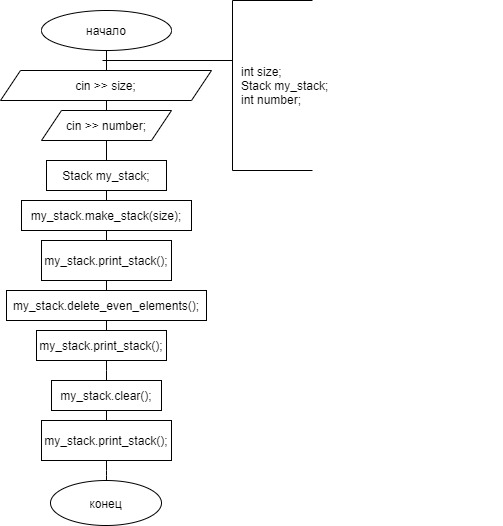 начало
int size;
Stack my_stack;
int number;
cin >> size;
cin >> number;
Stack my_stack;
my_stack.make_stack(size);
my_stack.print_stack();
my_stack.delete_even_elements();
my_stack.print_stack();
my_stack.clear();
my_stack.print_stack();
конец